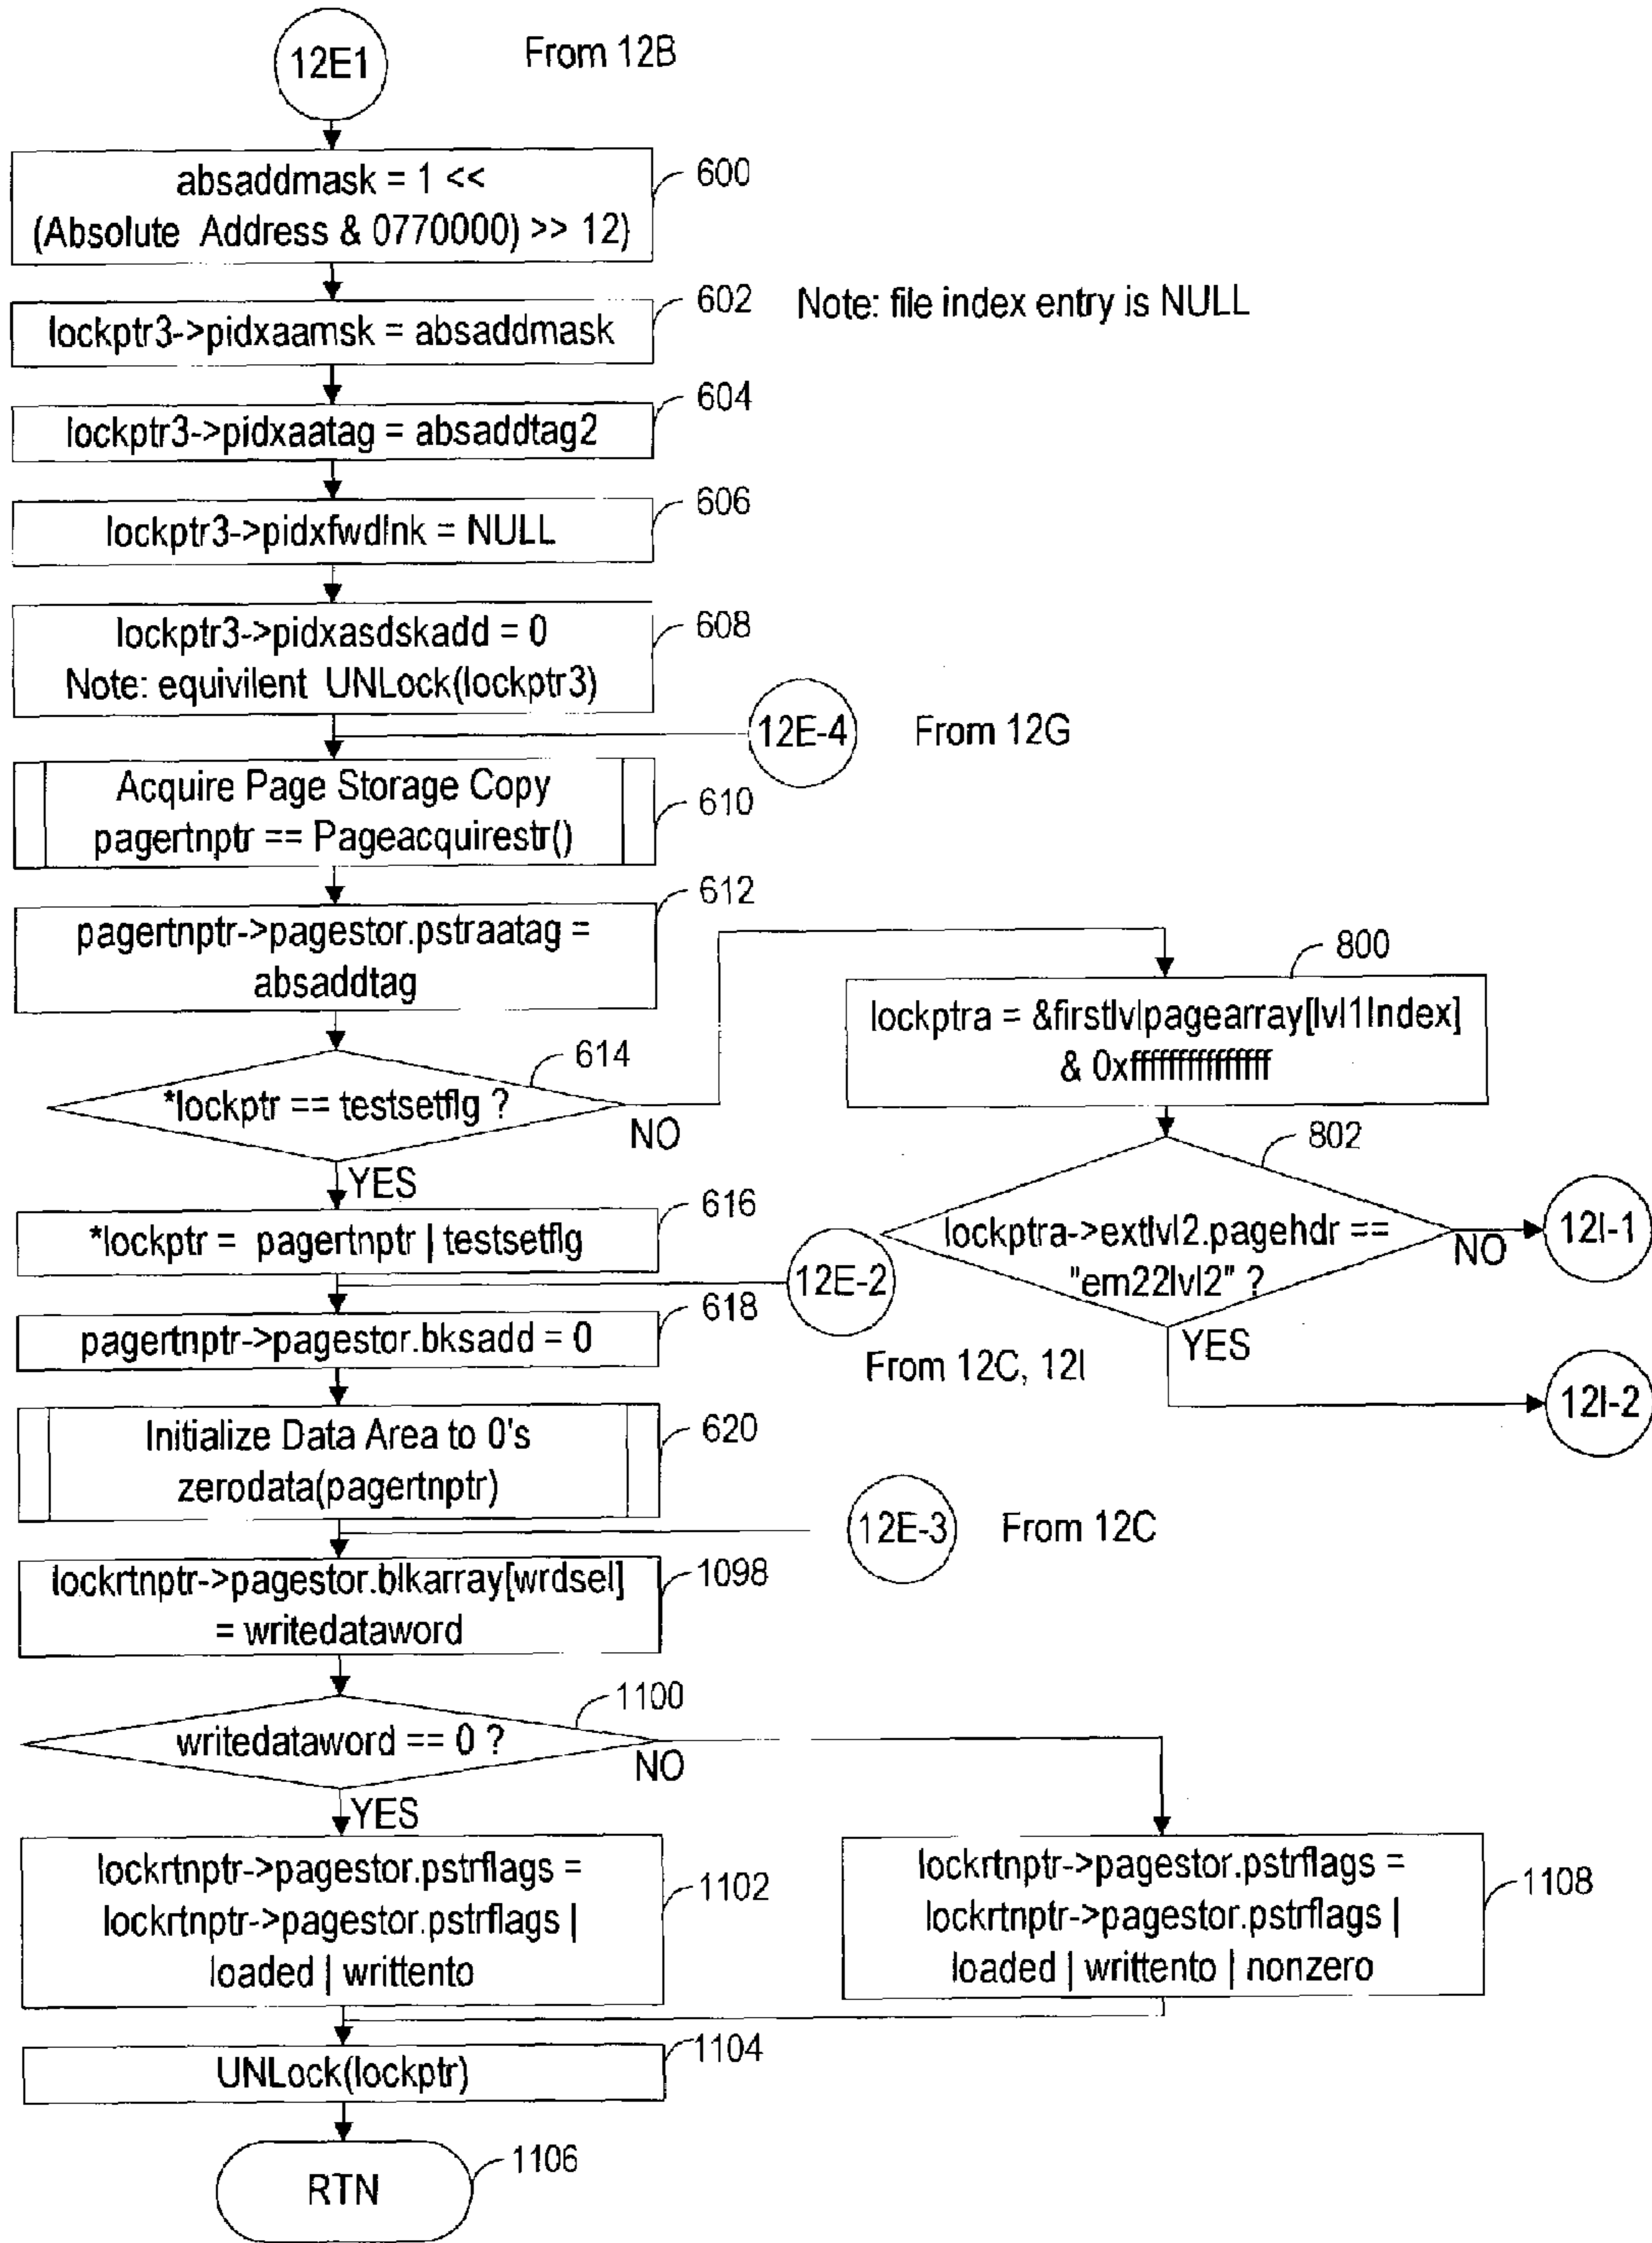 12E1
From 12B
absaddmask = 1 <<
(Absolute Address & 0770000) >> 12)
600
lockptr3->pidxaamsk = absaddmask
602
Note: file index entry is NULL
lockptr3->pidxaatag = absaddtag2
604
lockptr3->pidxfwdlnk = NULL
606
lockptr3->pidxasdskadd = 0
Note: equivilent UNLock(lockptr3)
608
12E-4
From 12G
Acquire Page Storage Copy
pagertnptr == Pageacquirestr()
610
pagertnptr->pagestor.pstraatag =
absaddtag
612
*lockptr == testsetflg ?
614
NO
YES
lockptra = &firstlvlpagearray[lvl1Index]
& 0xfffffffffffffff
800
lockptra->extlvl2.pagehdr ==
"em22lvl2" ?
802
NO
12I-1
YES
12I-2
*lockptr = pagertnptr | testsetflg
616
12E-2
From 12C, 12I
pagertnptr->pagestor.bksadd = 0
618
Initialize Data Area to 0's
zerodata(pagertnptr)
620
12E-3
From 12C
lockrtnptr->pagestor.blkarray[wrdsel]
= writedataword
1098
writedataword == 0 ?
1100
NO
YES
lockrtnptr->pagestor.pstrflags =
lockrtnptr->pagestor.pstrflags |
loaded | writtento
1102
lockrtnptr->pagestor.pstrflags =
lockrtnptr->pagestor.pstrflags |
loaded | writtento | nonzero
1108
UNLock(lockptr)
1104
RTN
1106